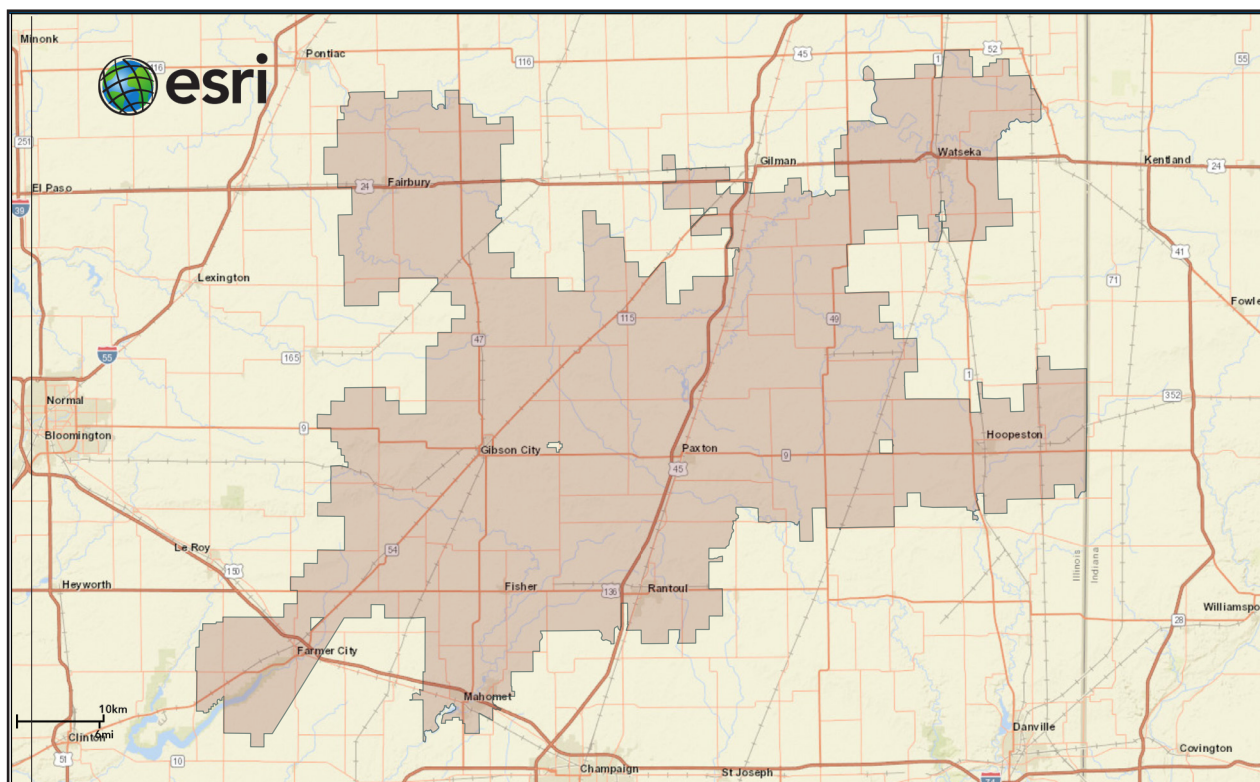 Minonk
esri
116
Pontiac
116
45
1
52
55
251
El Paso
39
24
Fairbury
Gilman
Watseka
Kentland
24
Lexington
41
71
Fowle
47
115
49
165
55
1
352
Normal
Bloomington
9
Gibson City
Paxton
45
9
Hoopeston
Le Roy
150
54
Heyworth
Fisher
136
Rantoul
Illinois
Indiana
Williamspo
28
Farmer City
Mahomet
10km
6mi
Clinton
51
10
Champaign
St Joseph
Danville
74
Covington